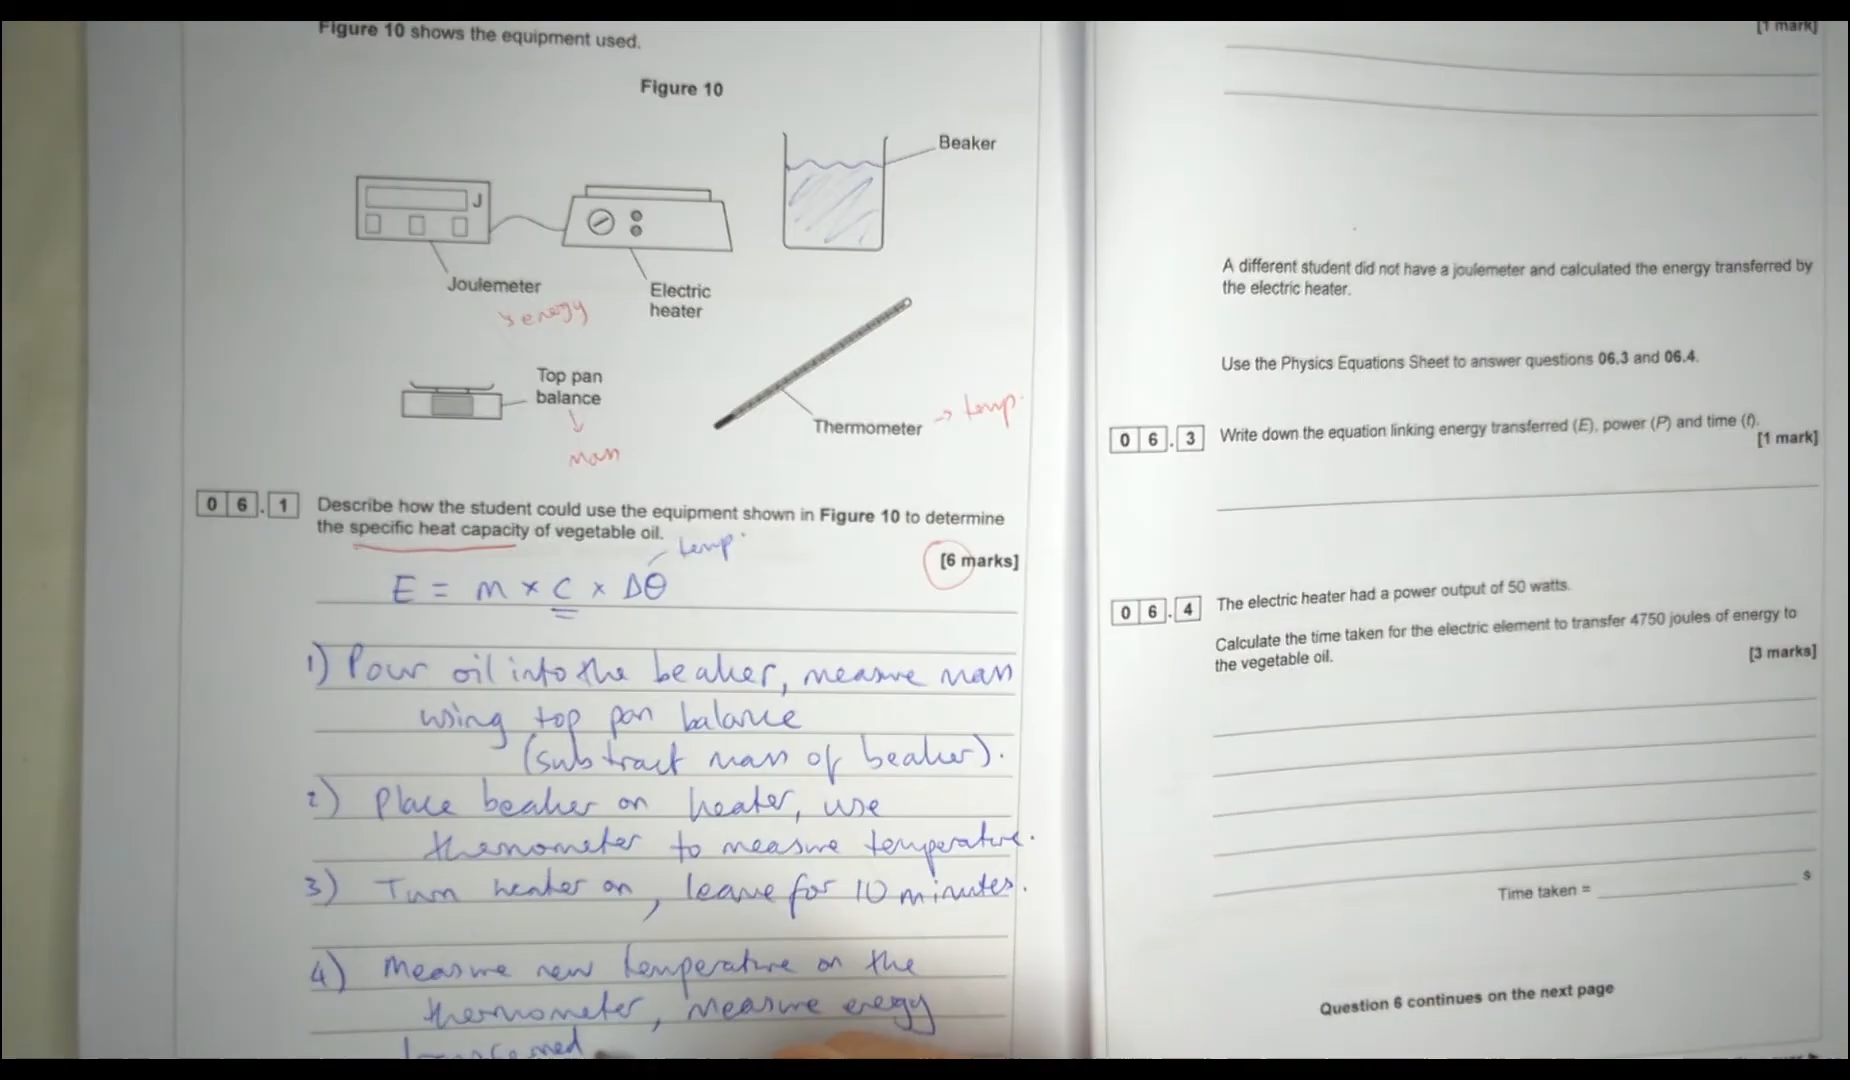 Figure 10 shows the equipment used.
Figure 10
Beaker
J
Joulemeter
energy
Electric
heater
Top pan
balance
mass
Thermometer
→ temp.
0 6 . 1 Describe how the student could use the equipment shown in Figure 10 to determine
the specific heat capacity of vegetable oil.
temp.
[6 marks]
E = m × c × Δθ
1) Pour oil into the beaker, measure mass
using top pan balance
(subtract mass of beaker).
2) Place beaker on heater, use
thermometer to measure temperature.
3) Turn heater on, leave for 10 minutes.
4) Measure new temperature on the
thermometer, measure energy
[1 mark]
A different student did not have a joulemeter and calculated the energy transferred by
the electric heater.
Use the Physics Equations Sheet to answer questions 06.3 and 06.4.
0 6 . 3 Write down the equation linking energy transferred (E), power (P) and time (t).
[1 mark]
0 6 . 4 The electric heater had a power output of 50 watts.
Calculate the time taken for the electric element to transfer 4750 joules of energy to
the vegetable oil.
[3 marks]
Time taken = s
Question 6 continues on the next page